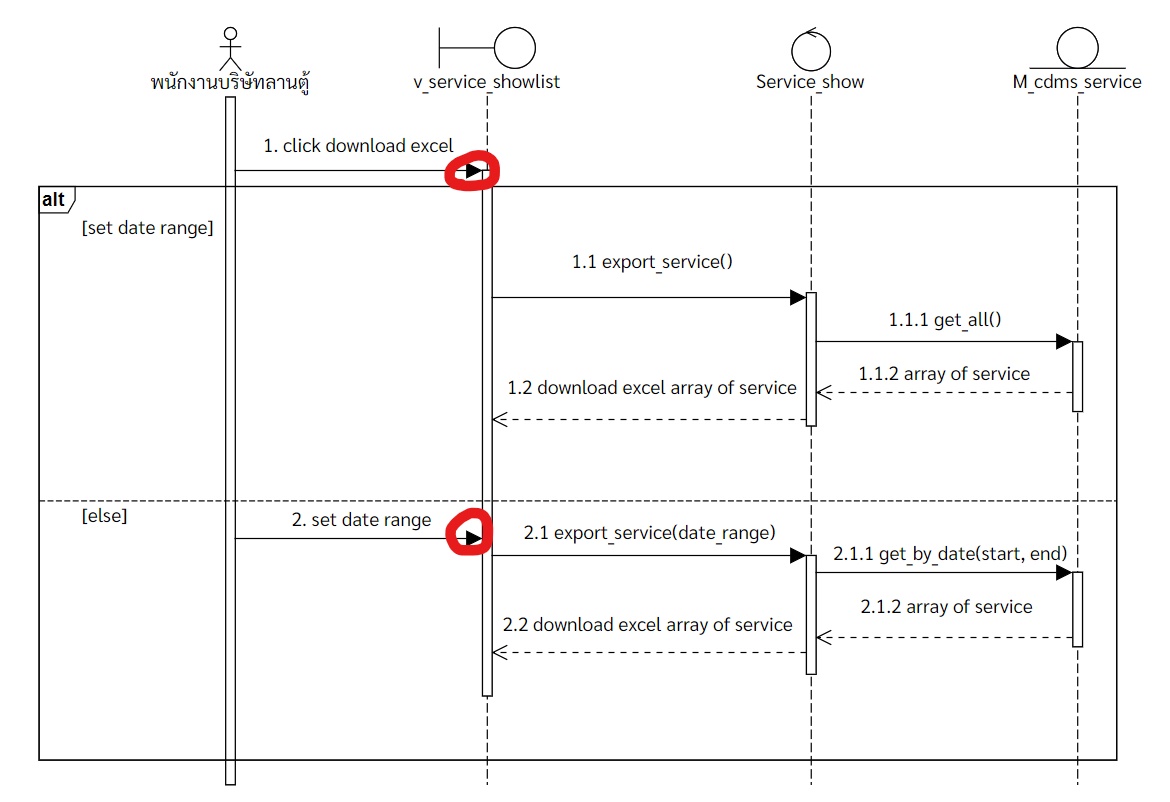 พนักงานบริษัทลานตู้
v_service_showlist
Service_show
M_cdms_service
1. click download excel
alt
[set date range]
1.1 export_service()
1.1.1 get_all()
1.1.2 array of service
1.2 download excel array of service
[else]
2. set date range
2.1 export_service(date_range)
2.1.1 get_by_date(start, end)
2.1.2 array of service
2.2 download excel array of service